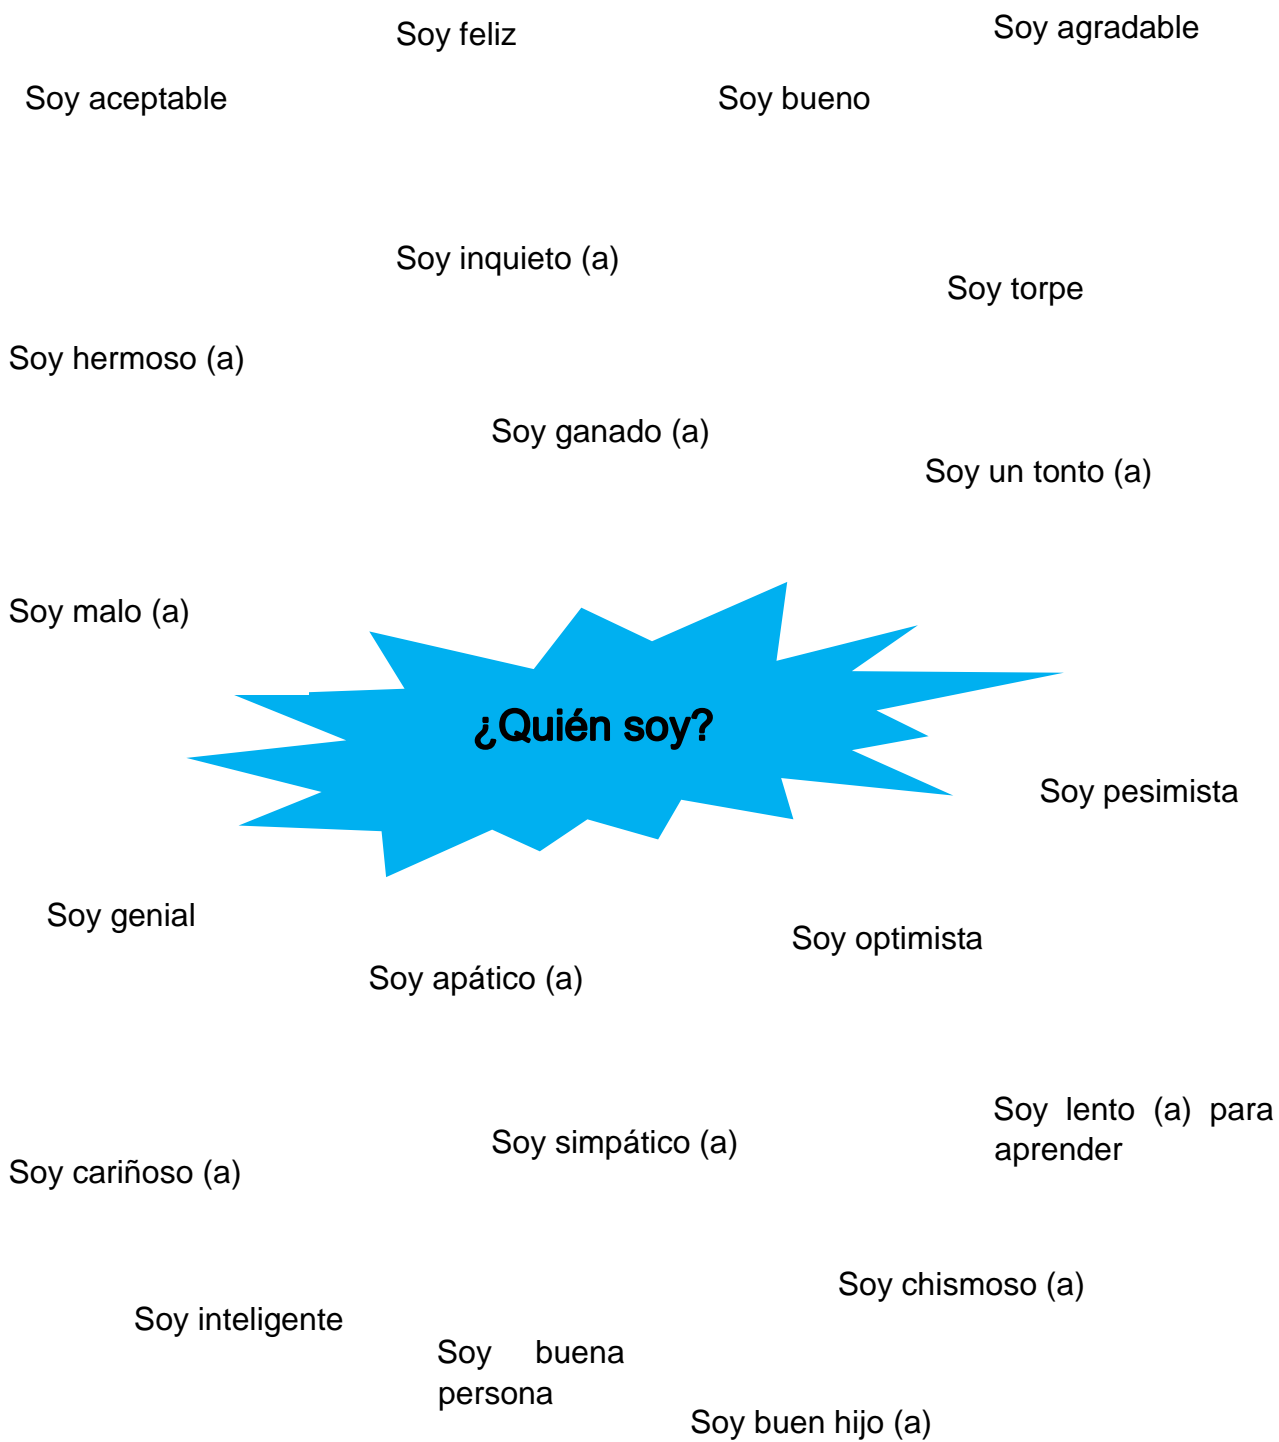 Soy feliz
Soy agradable
Soy aceptable
Soy bueno
Soy inquieto (a)
Soy torpe
Soy hermoso (a)
Soy ganado (a)
Soy un tonto (a)
Soy malo (a)
¿Quién soy?
Soy pesimista
Soy genial
Soy optimista
Soy apático (a)
Soy lento (a) para
aprender
Soy simpático (a)
Soy cariñoso (a)
Soy chismoso (a)
Soy inteligente
Soy buena
persona
Soy buen hijo (a)